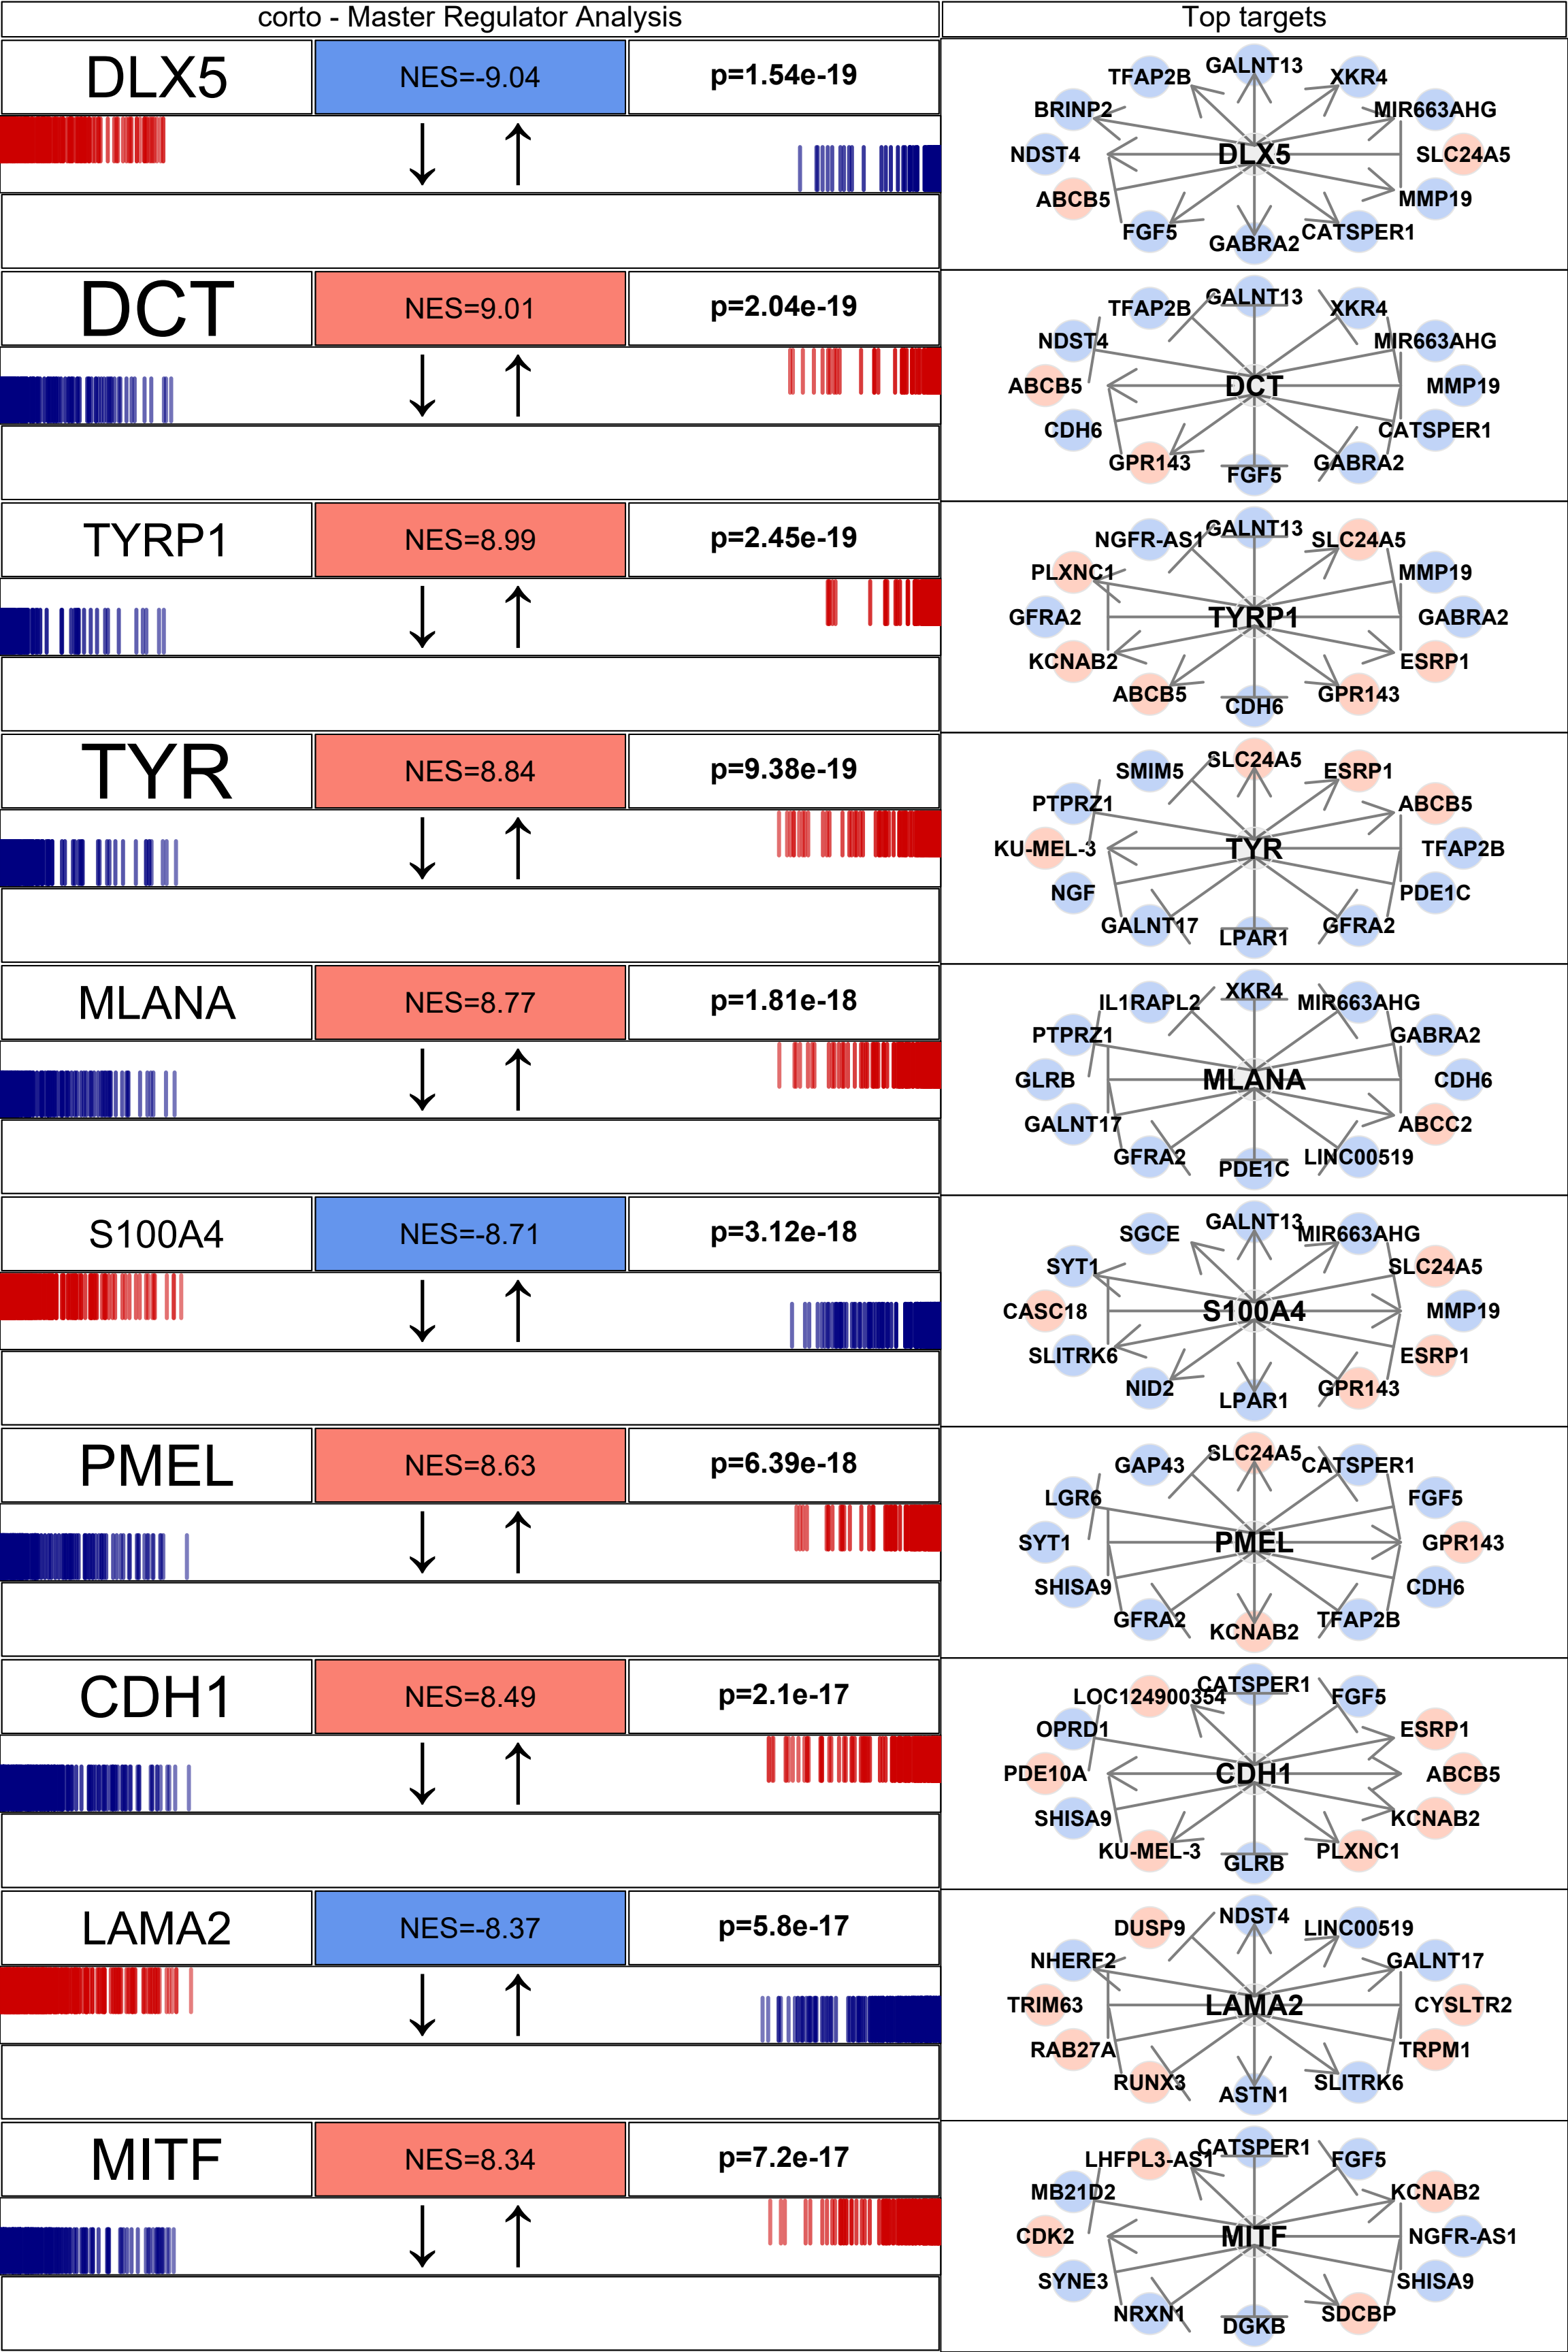 corto - Master Regulator Analysis
Top targets
DLX5
NES=-9.04
p=1.54e-19
GALNT13
TFAP2B
XKR4
BRINP2
MIR663AHG
NDST4
DLX5
SLC24A5
ABCB5
MMP19
FGF5
CATSPER1
GABRA2
DCT
NES=9.01
p=2.04e-19
GALNT13
TFAP2B
XKR4
NDST4
MIR663AHG
ABCB5
DCT
MMP19
CDH6
CATSPER1
GPR143
GABRA2
FGF5
TYRP1
NES=8.99
p=2.45e-19
GALNT13
NGFR-AS1
SLC24A5
PLXNC1
MMP19
GFRA2
TYRP1
GABRA2
KCNAB2
ESRP1
ABCB5
GPR143
CDH6
TYR
NES=8.84
p=9.38e-19
SLC24A5
SMIM5
ESRP1
PTPRZ1
ABCB5
KU-MEL-3
TYR
TFAP2B
NGF
PDE1C
GALNT17
GFRA2
LPAR1
MLANA
NES=8.77
p=1.81e-18
XKR4
IL1RAPL2
MIR663AHG
PTPRZ1
GABRA2
GLRB
MLANA
CDH6
GALNT17
ABCC2
GFRA2
LINC00519
PDE1C
S100A4
NES=-8.71
p=3.12e-18
GALNT13
SGCE
MIR663AHG
SYT1
SLC24A5
CASC18
S100A4
MMP19
SLITRK6
ESRP1
NID2
GPR143
LPAR1
PMEL
NES=8.63
p=6.39e-18
SLC24A5
GAP43
CATSPER1
LGR6
FGF5
SYT1
PMEL
GPR143
SHISA9
CDH6
GFRA2
TFAP2B
KCNAB2
CDH1
NES=8.49
p=2.1e-17
CATSPER1
LOC124900354
FGF5
OPRD1
ESRP1
PDE10A
CDH1
ABCB5
SHISA9
KCNAB2
KU-MEL-3
PLXNC1
GLRB
LAMA2
NES=-8.37
p=5.8e-17
NDST4
DUSP9
LINC00519
NHERF2
GALNT17
TRIM63
LAMA2
CYSLTR2
RAB27A
TRPM1
RUNX3
SLITRK6
ASTN1
MITF
NES=8.34
p=7.2e-17
CATSPER1
LHFPL3-AS1
FGF5
MB21D2
KCNAB2
CDK2
MITF
NGFR-AS1
SYNE3
SHISA9
NRXN1
SDCBP
DGKB